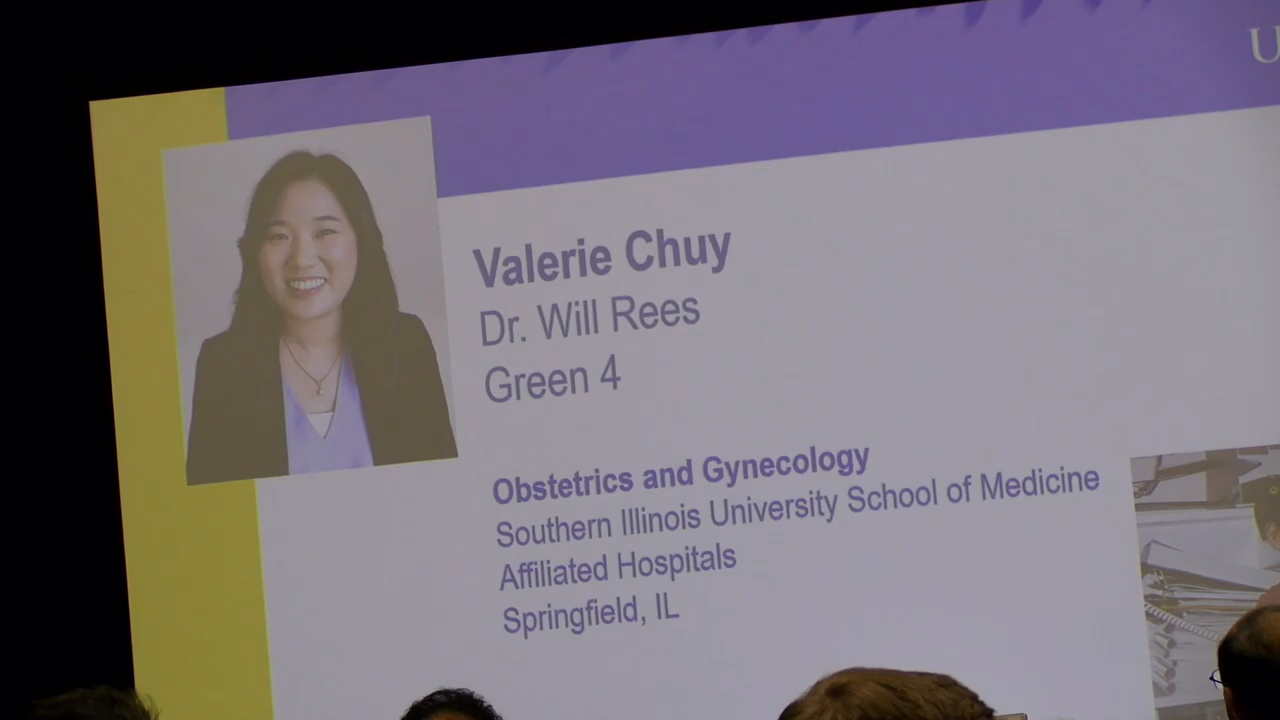 Valerie Chuy
Dr. Will Rees
Green 4
Obstetrics and Gynecology
Southern Illinois University School of Medicine
Affiliated Hospitals
Springfield, IL